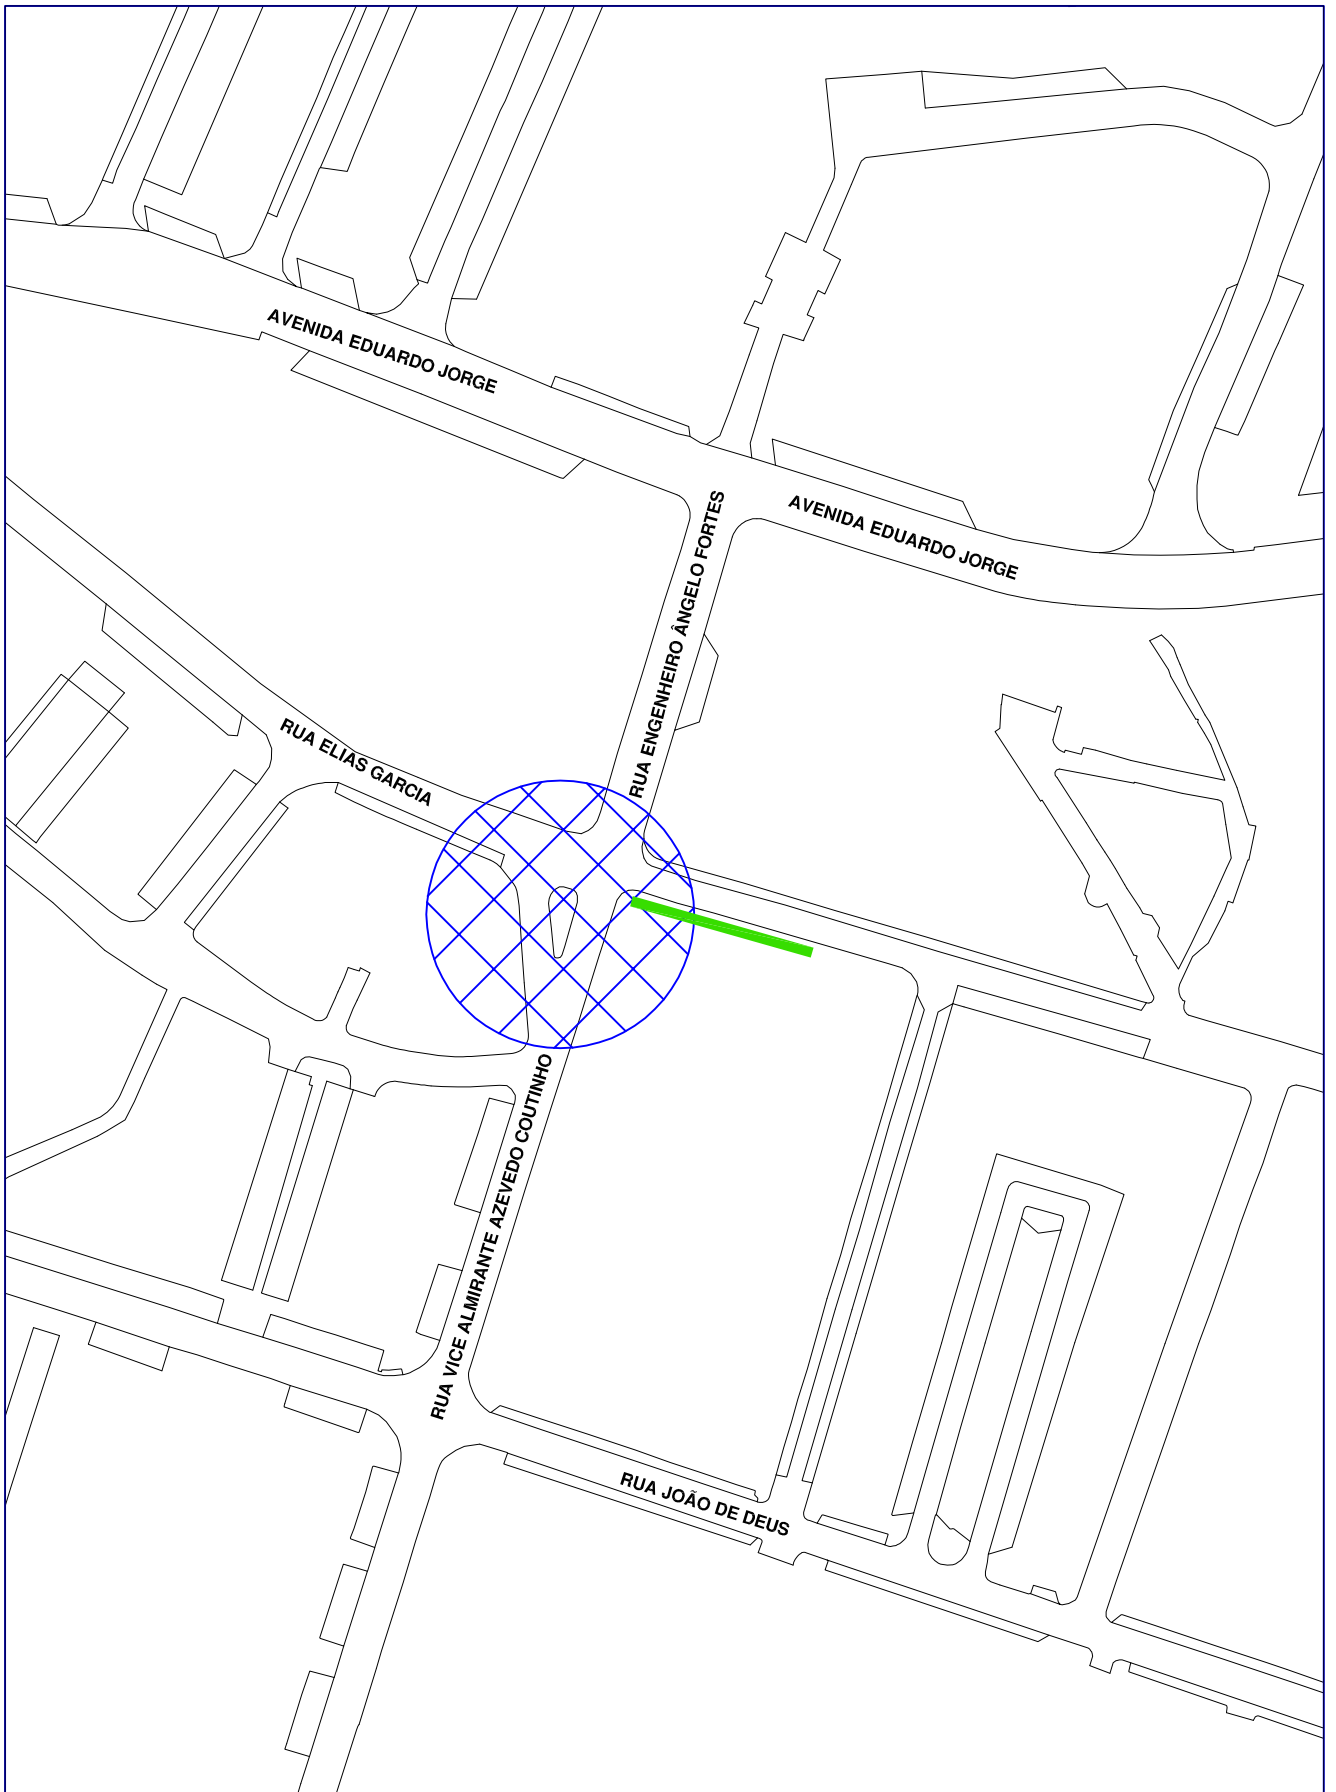 AVENIDA EDUARDO JORGE
AVENIDA EDUARDO JORGE
RUA ENGENHEIRO ÂNGELO FORTES
RUA ELIAS GARCIA
RUA VICE ALMIRANTE AZEVEDO COUTINHO
RUA JOÃO DE DEUS